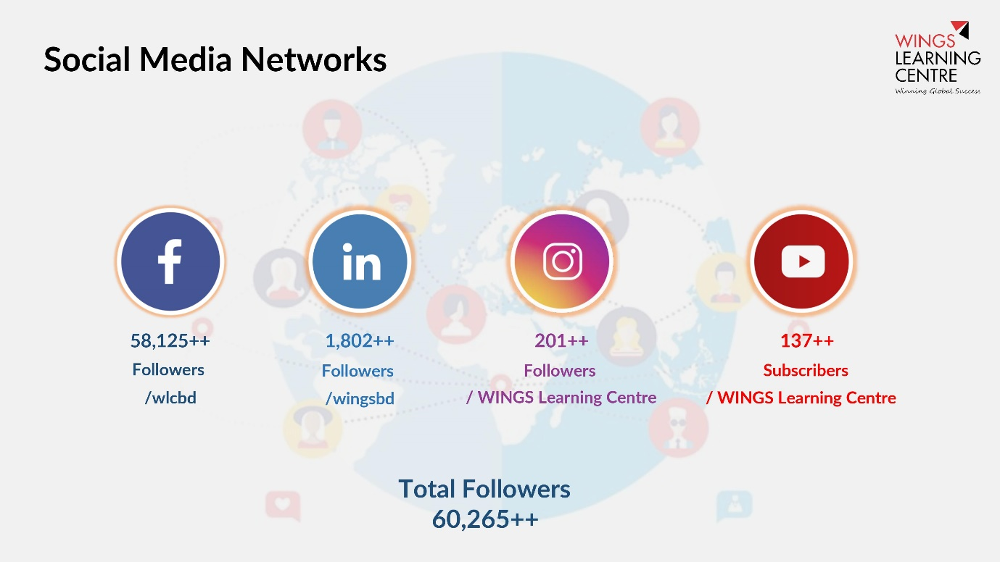 Social Media Networks
WINGS
LEARNING
CENTRE
Winning Global Success
f
in
58,125++
Followers
/wlcbd
1,802++
Followers
/wingsbd
201++
Followers
/ WINGS Learning Centre
137++
Subscribers
/ WINGS Learning Centre
Total Followers
60,265++